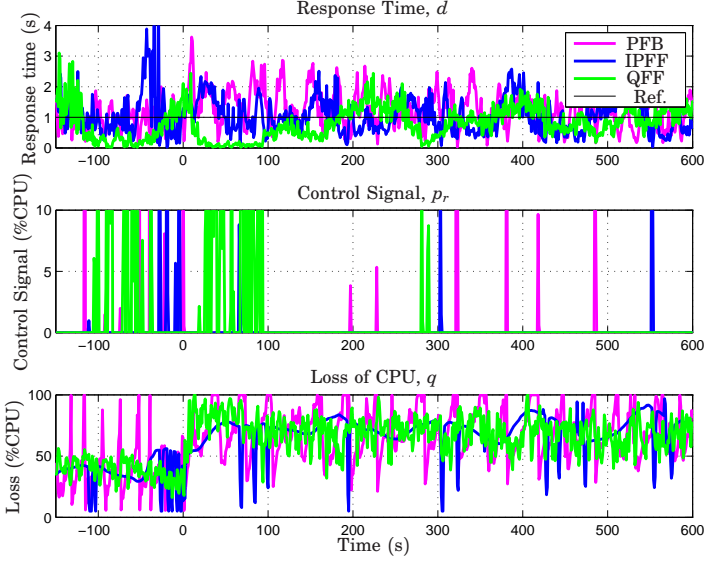 Response Time, d
Response time (s)
4
3
2
1
0
PFB
IPFF
QFF
Ref.
−100 0 100 200 300 400 500 600
Control Signal, p_r
Control Signal (%CPU)
10
5
0
−100 0 100 200 300 400 500 600
Loss of CPU, q
Loss (%CPU)
100
50
0
−100 0 100 200 300 400 500 600
Time (s)